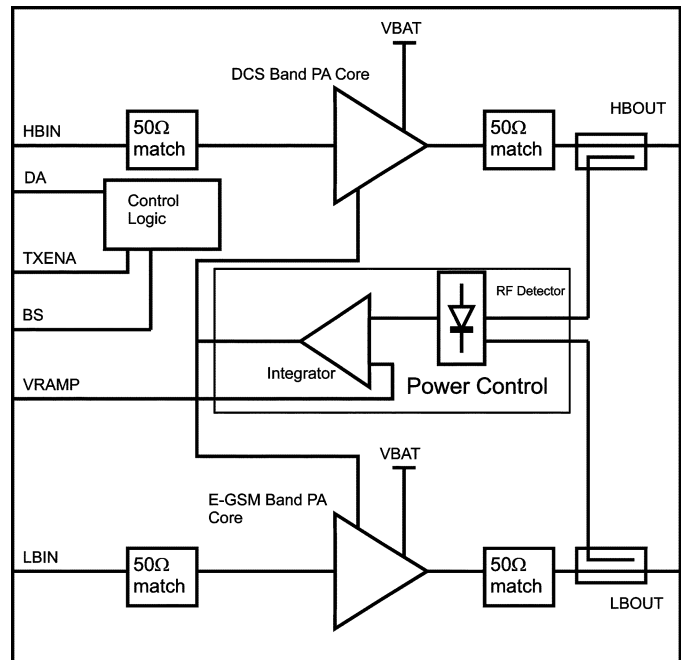 VBAT
DCS Band PA Core
HBIN
50Ω
match
50Ω
match
HBOUT
DA
Control
Logic
TXENA
BS
RF Detector
Integrator
Power Control
VRAMP
VBAT
E-GSM Band PA
Core
LBIN
50Ω
match
50Ω
match
LBOUT